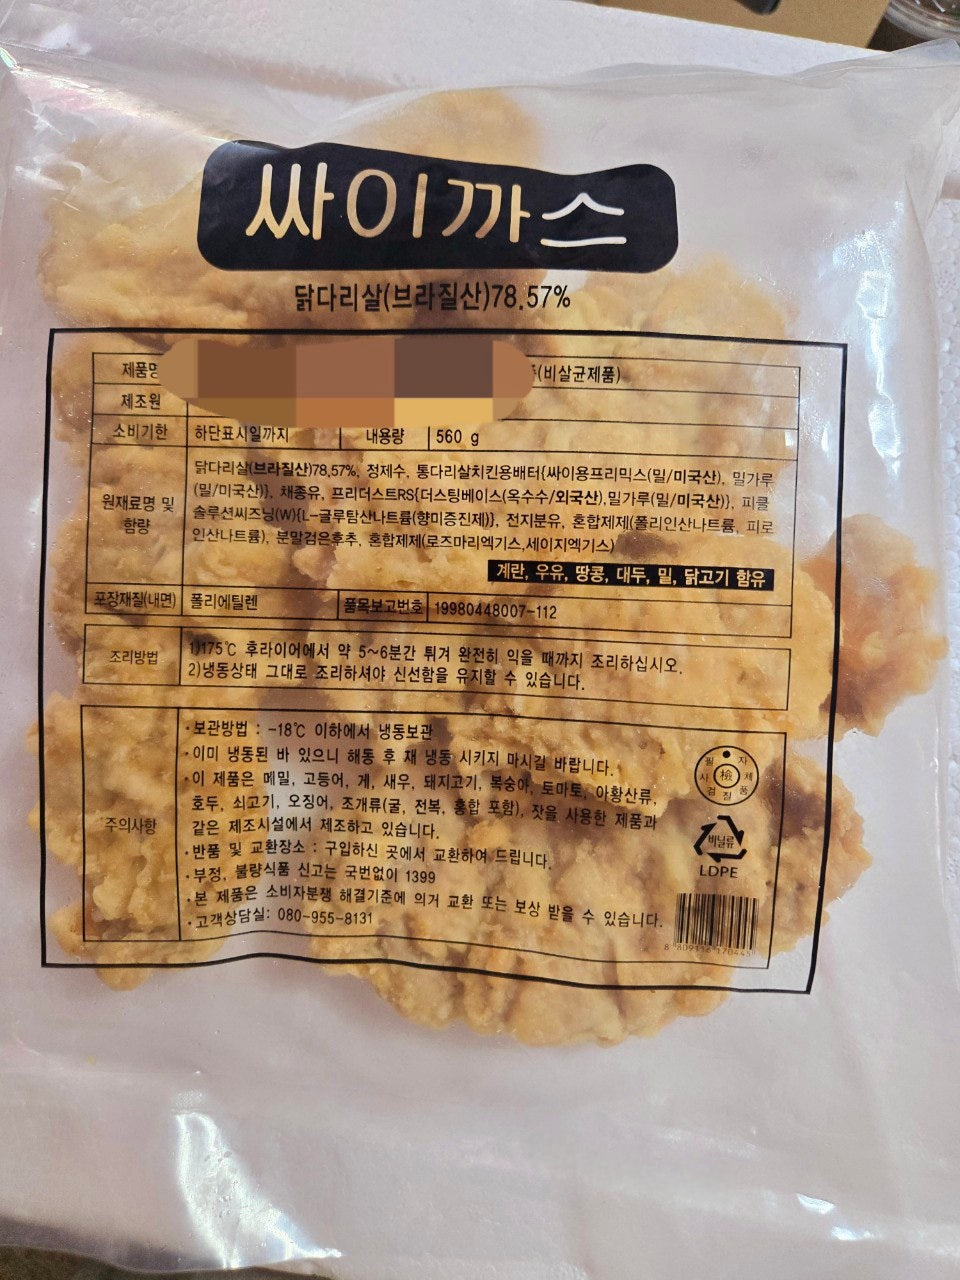 싸이까스
닭다리살(브라질산)78.57%
제품명
(비살균제품)
제조원
소비기한 하단표시일까지 내용량 560 g
원재료명 및 함량
닭다리살(브라질산)78.57%, 정제수, 통다리살치킨용배터{싸이용프리믹스(밀/미국산), 밀가루
(밀/미국산)}, 채종유, 프리더스트RS{더스팅베이스(옥수수/외국산),밀가루(밀/미국산)}, 피클
솔루션씨즈닝(W){L-글루탐산나트륨(향미증진제)}, 전지분유, 혼합제제(폴리인산나트륨, 피로
인산나트륨), 분말검은후추, 혼합제제(로즈마리엑기스,세이지엑기스)
계란, 우유, 땅콩, 대두, 밀, 닭고기 함유
포장재질(내면) 폴리에틸렌 품목보고번호 19980448007-112
조리방법
1)175℃ 후라이어에서 약 5~6분간 튀겨 완전히 익을 때까지 조리하십시오.
2)냉동상태 그대로 조리하셔야 신선함을 유지할 수 있습니다.
주의사항
·보관방법 : -18℃ 이하에서 냉동보관
·이미 냉동된 바 있으니 해동 후 재 냉동 시키지 마시길 바랍니다.
·이 제품은 메밀, 고등어, 게, 새우, 돼지고기, 복숭아, 토마토, 아황산류,
호두, 쇠고기, 오징어, 조개류(굴, 전복, 홍합 포함), 잣을 사용한 제품과
같은 제조시설에서 제조하고 있습니다.
·반품 및 교환장소 : 구입하신 곳에서 교환하여 드립니다.
·부정, 불량식품 신고는 국번없이 1399
·본 제품은 소비자분쟁 해결기준에 의거 교환 또는 보상 받을 수 있습니다.
·고객상담실: 080-955-8131
자체품질검사필
檢
비닐류
LDPE